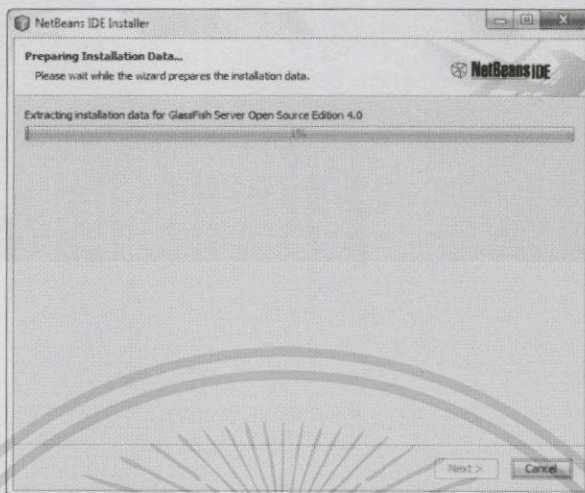 NetBeans IDE Installer
Preparing Installation Data...
Please wait while the wizard prepares the installation data.
NetBeans IDE
Extracting installation data for GlassFish Server Open Source Edition 4.0
1%
Next >
Cancel